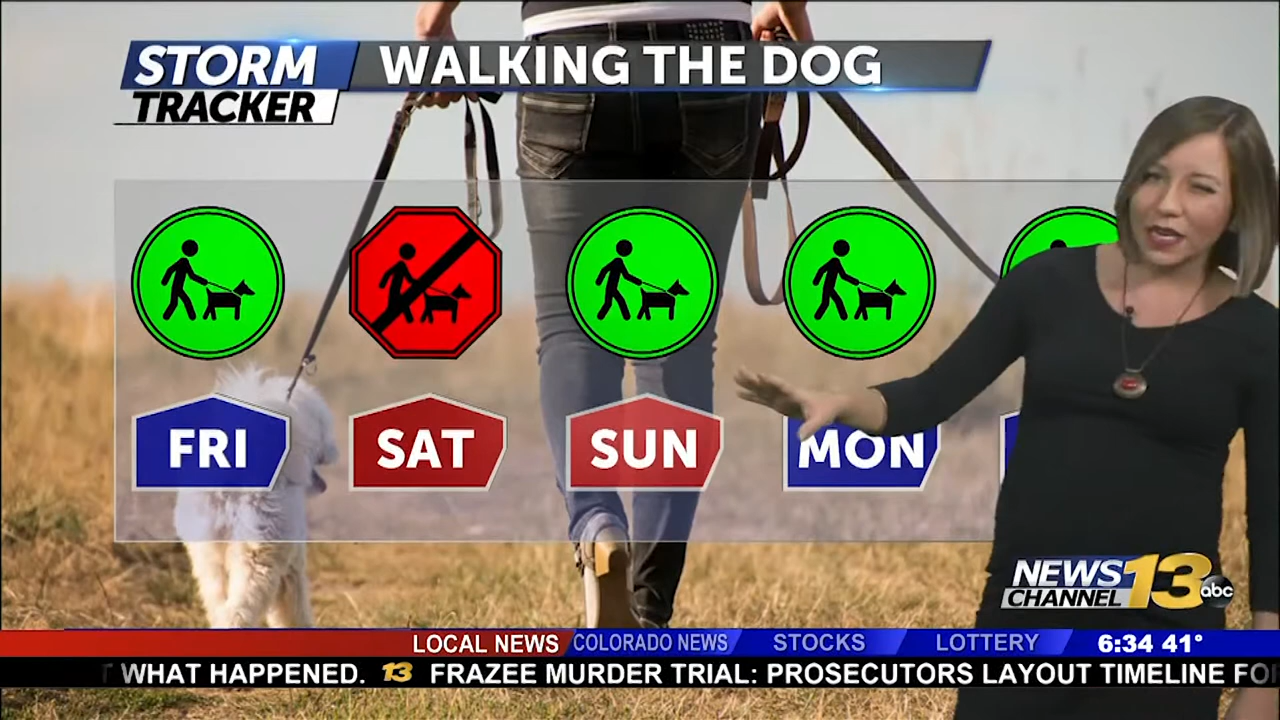 STORM
TRACKER
WALKING THE DOG
FRI
SAT
SUN
MON
NEWS
CHANNEL
13
abc
LOCAL NEWS
COLORADO NEWS
STOCKS
LOTTERY
6:34 41°
WHAT HAPPENED. 13 FRAZEE MURDER TRIAL: PROSECUTORS LAYOUT TIMELINE